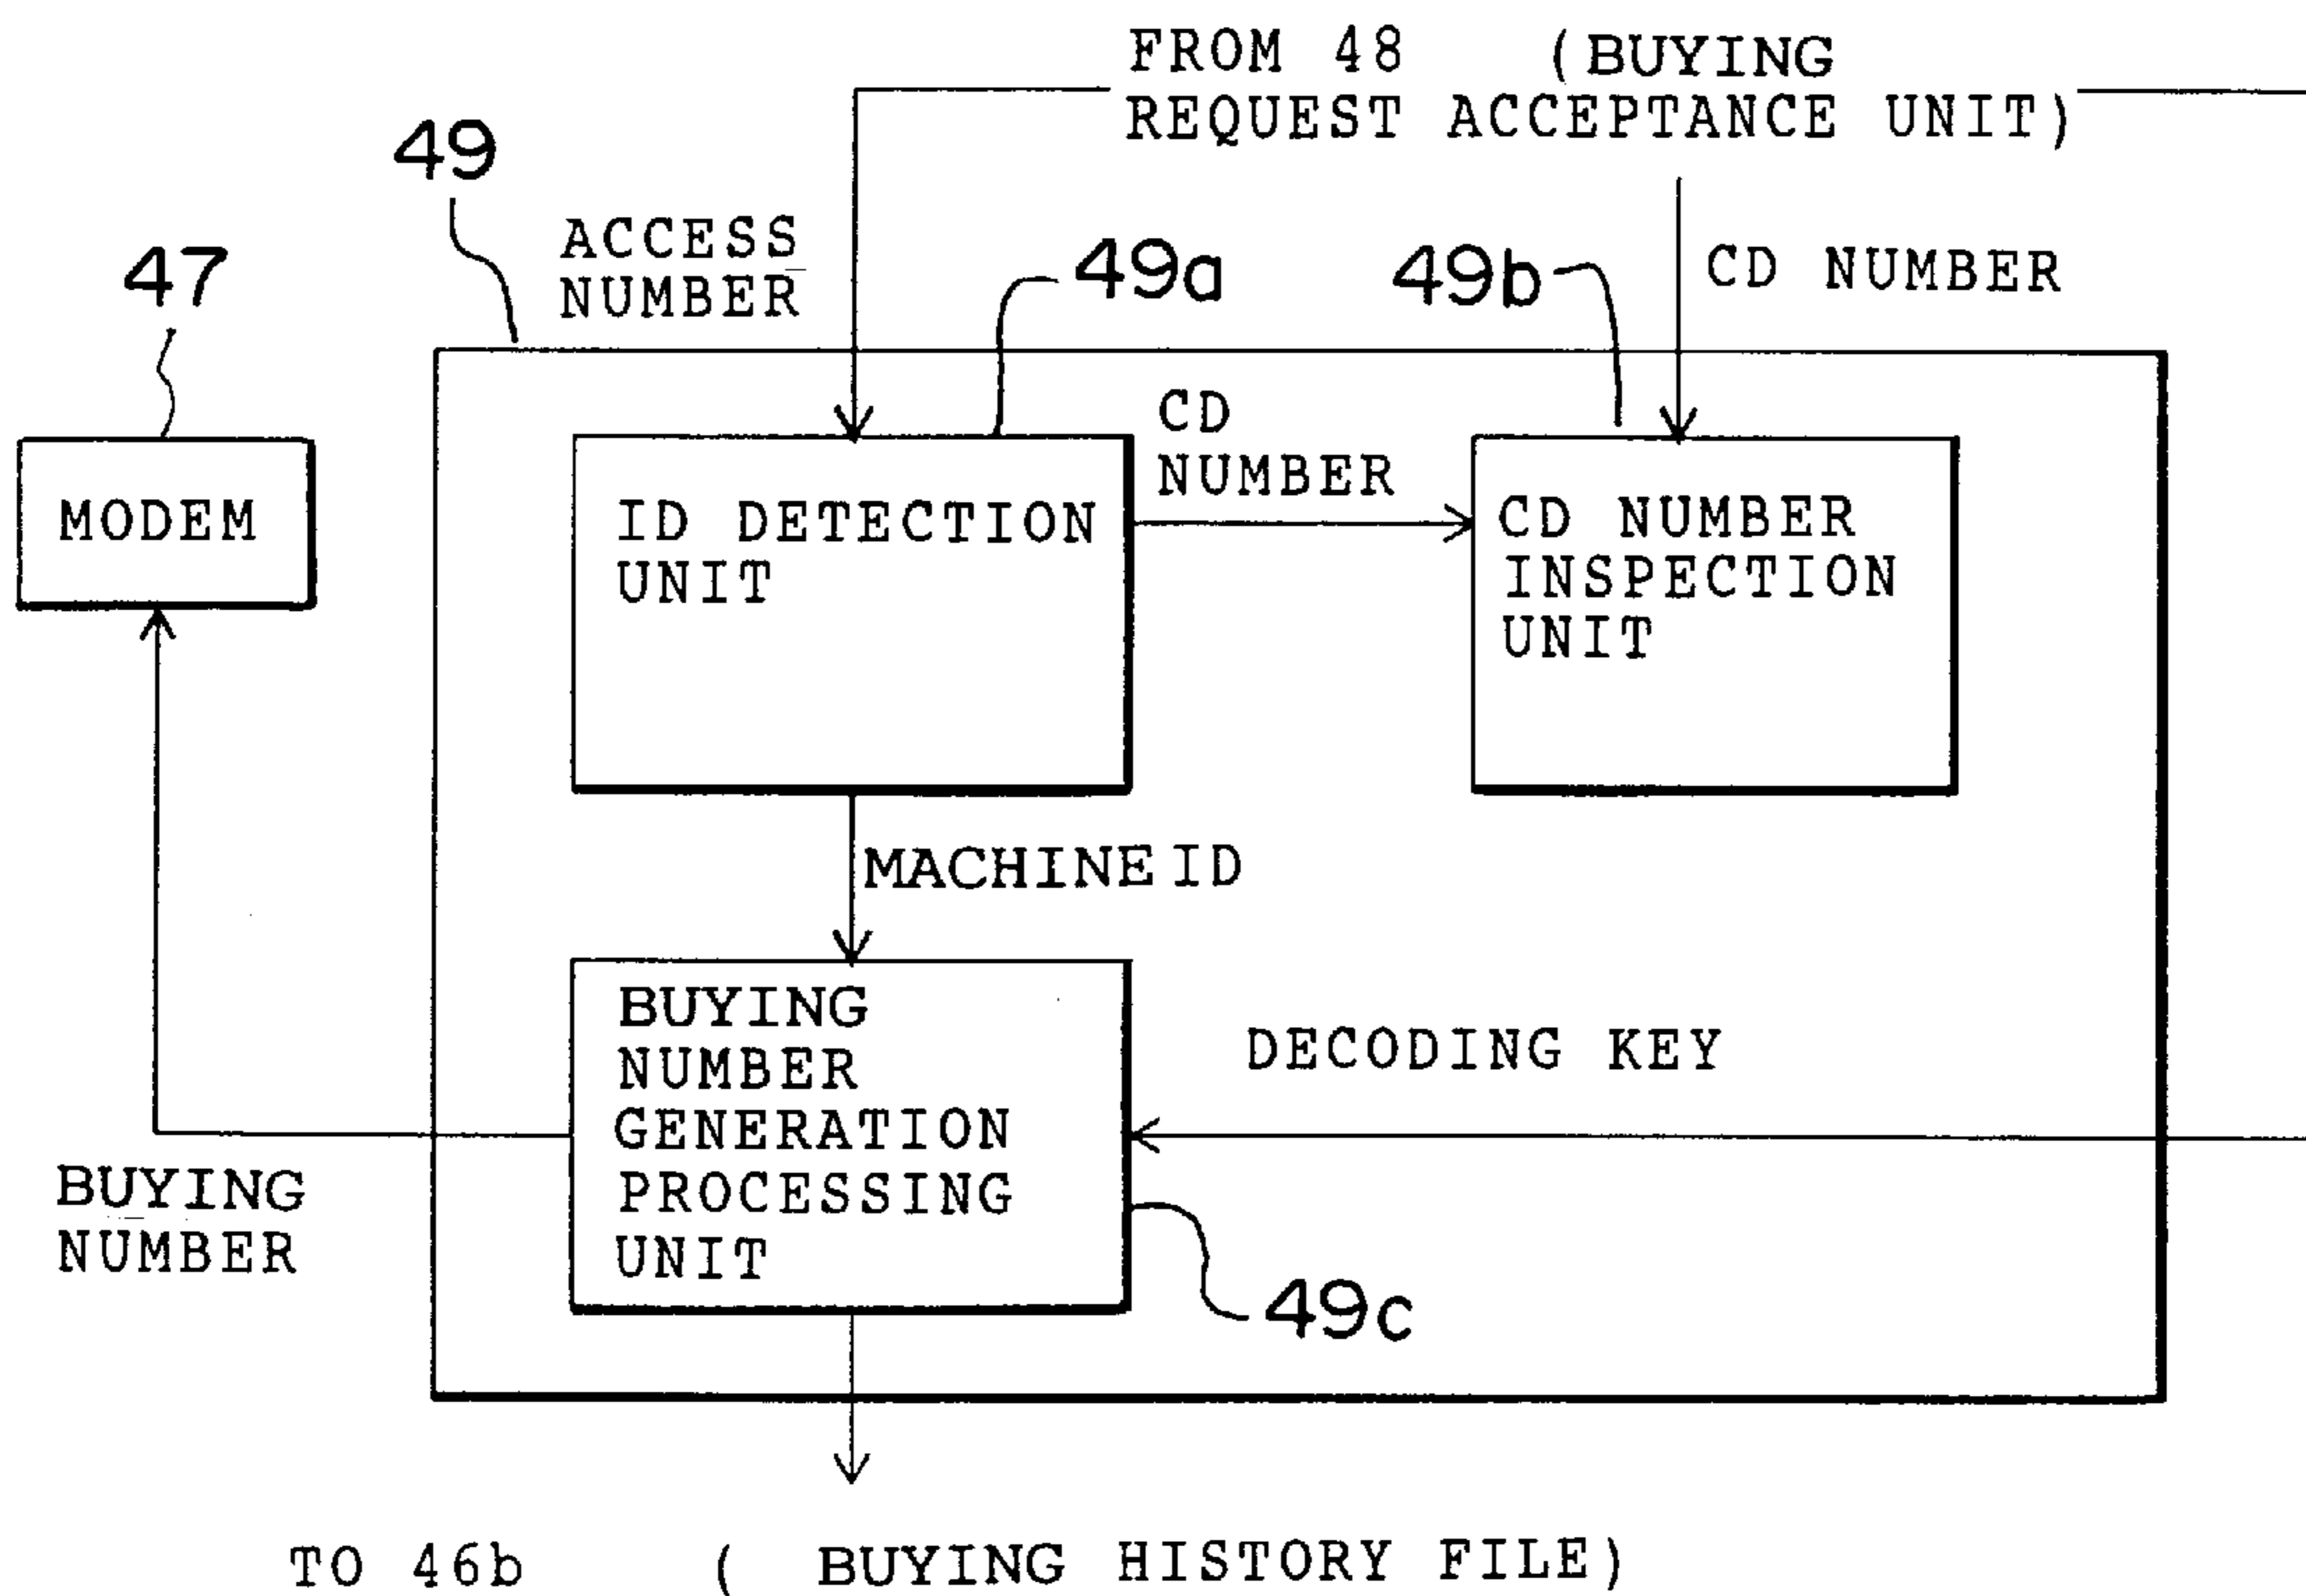 FROM 48 (BUYING
REQUEST ACCEPTANCE UNIT)
49
ACCESS
NUMBER
47
49a
49b
CD NUMBER
CD
NUMBER
MODEM
ID DETECTION
UNIT
CD NUMBER
INSPECTION
UNIT
MACHINE ID
BUYING
NUMBER
GENERATION
PROCESSING
UNIT
DECODING KEY
BUYING
NUMBER
49c
TO 46b ( BUYING HISTORY FILE)